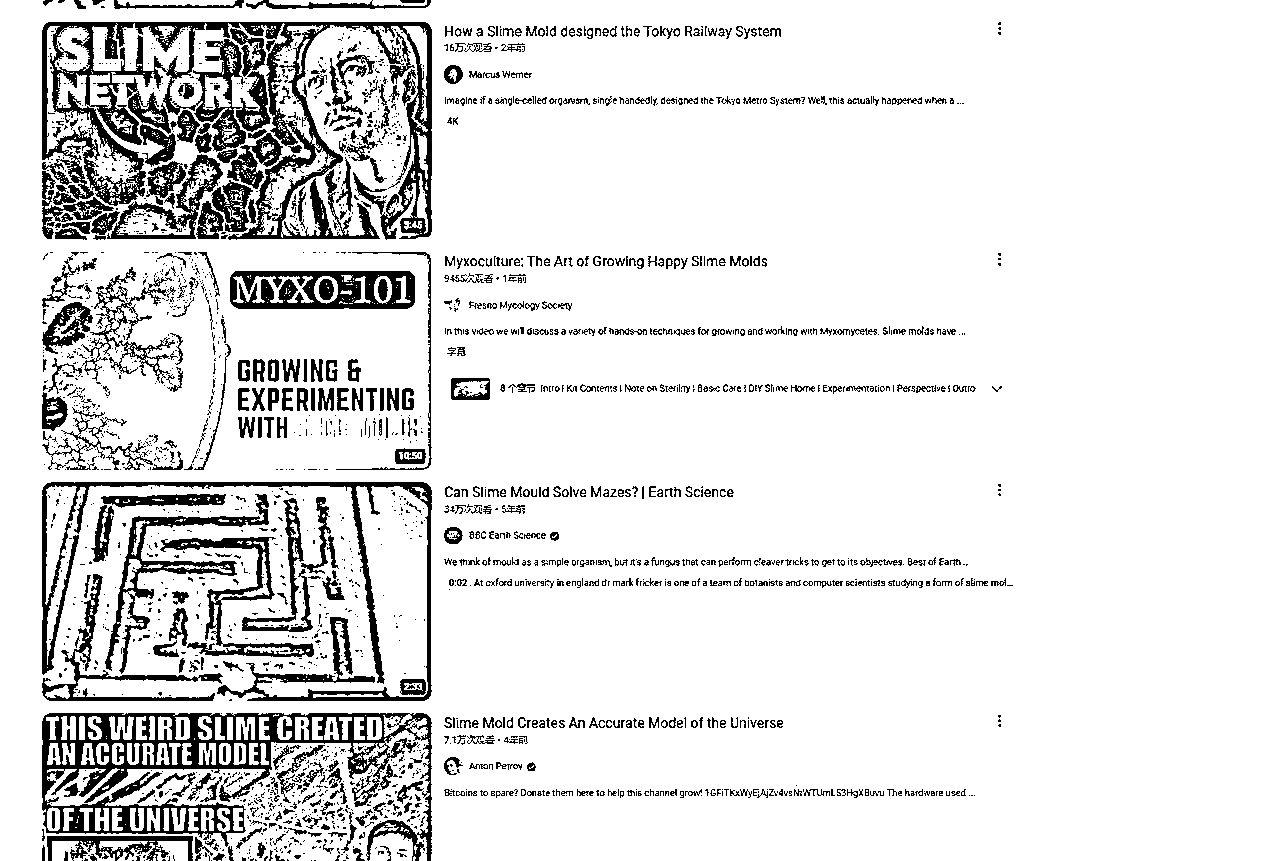 SLIME
NETWORK
How a Slime Mold designed the Tokyo Railway System
16万次观看 • 2年前
Marcus Werner
Imagine if a single-celled organism, single handedly, designed the Tokyo Metro System? Well, this actually happened when a ...
4K
MYXO-101
GROWING &
EXPERIMENTING
WITH
10:50
Myxoculture: The Art of Growing Happy Slime Molds
9455次观看 • 1年前
Fresno Mycology Society
In this video we will discuss a variety of hands-on techniques for growing and working with Myxomycetes. Slime molds have ...
字幕
8 个章节 Intro | Kit Contents | Note on Sterility | Basic Care | DIY Slime Home | Experimentation | Perspective | Outro
Can Slime Mould Solve Mazes? | Earth Science
34万次观看 • 5年前
BBC Earth Science
We think of mould as a simple organism, but it's a fungus that can perform cleaver tricks to get to its objectives. Best of Earth ...
0:02 . At oxford university in england dr mark fricker is one of a team of botanists and computer scientists studying a form of slime mol...
THIS WEIRD SLIME CREATED
AN ACCURATE MODEL
OF THE UNIVERSE
Slime Mold Creates An Accurate Model of the Universe
7.1万次观看 • 4年前
Anton Petrov
Bitcoins to spare? Donate them here to help this channel grow! The hardware used ...